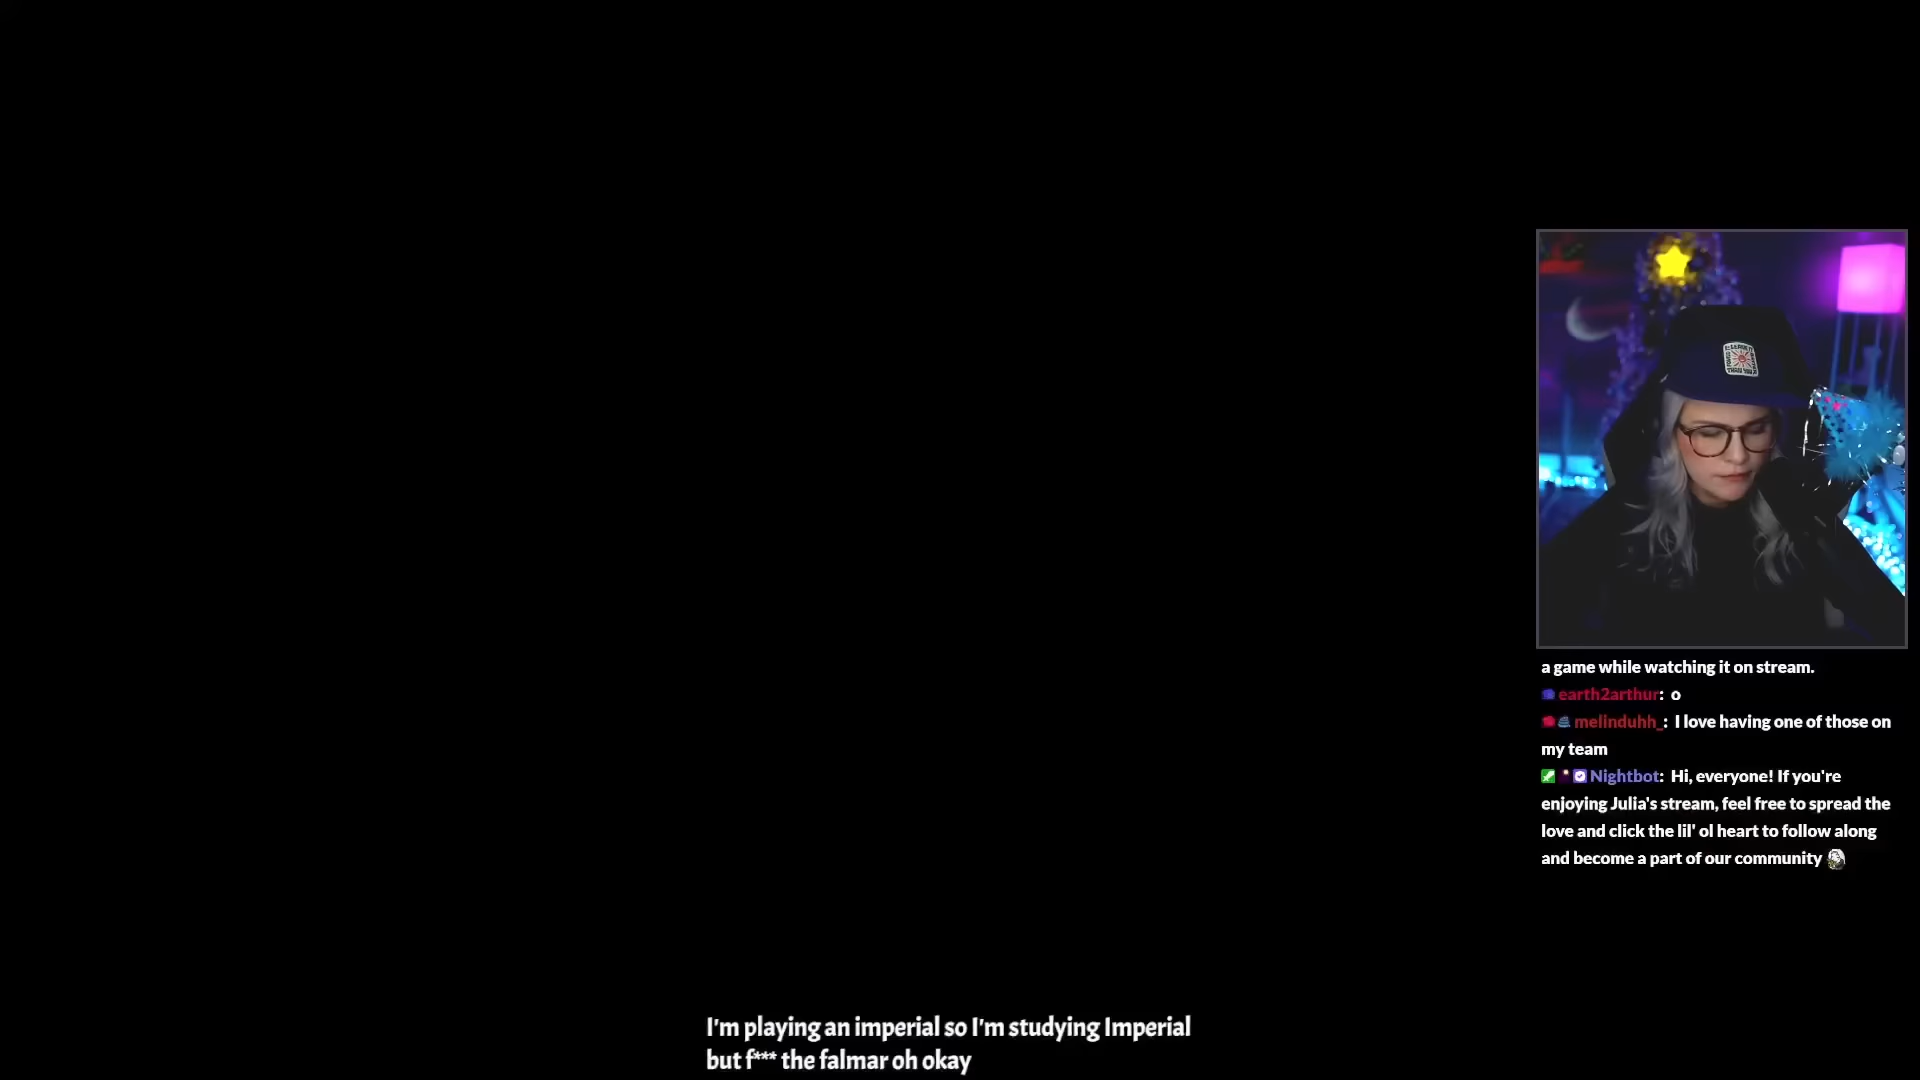 a game while watching it on stream.
earth2arthur: o
melinduhh_: I love having one of those on
my team
Nightbot: Hi, everyone! If you're
enjoying Julia's stream, feel free to spread the
love and click the lil' ol heart to follow along
and become a part of our community
I'm playing an imperial so I'm studying Imperial
but f*** the falmar oh okay